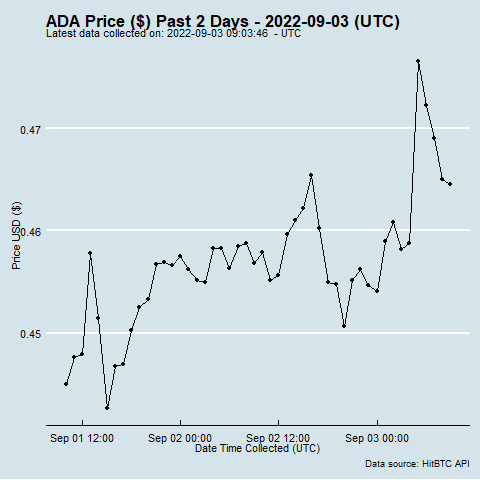 ADA Price ($) Past 2 Days - 2022-09-03 (UTC)
Latest data collected on: 2022-09-03 09:03:46 - UTC
0.47
0.46
0.45
Price USD ($)
Sep 01 12:00 Sep 02 00:00 Sep 02 12:00 Sep 03 00:00
Date Time Collected (UTC)
Data source: HitBTC API